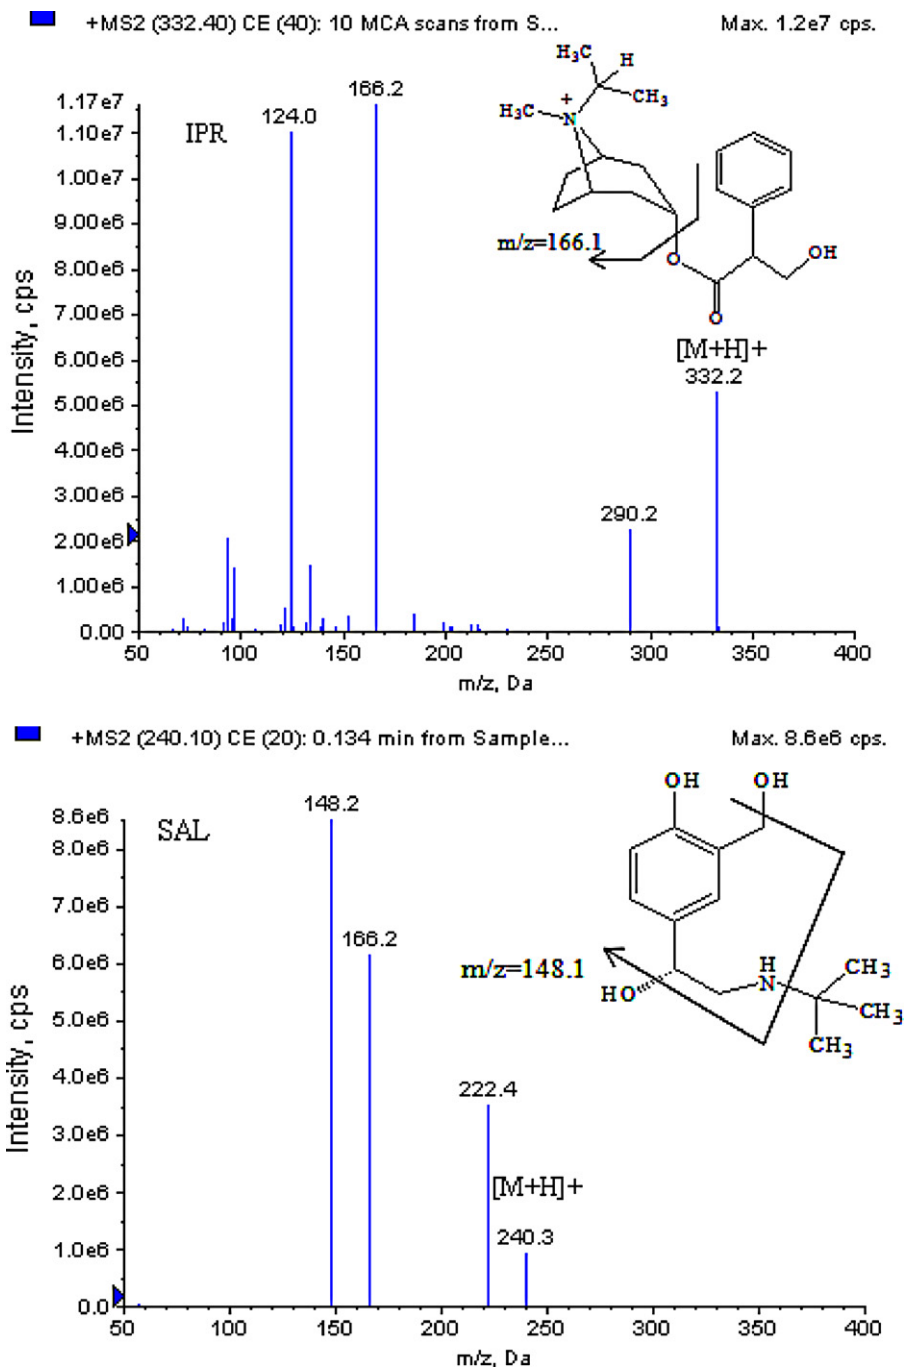 +MS2 (332.40) CE (40): 10 MCA scans from S... Max. 1.2e7 cps.
H₃C H
CH₃
1.17e7 166.2
124.0
1.10e7 IPR H₃C + N
1.00e7
9.00e6
m/z=166.1
8.00e6 O OH
7.00e6
O
6.00e6 [M+H]+
332.2
5.00e6
4.00e6
3.00e6
290.2
2.00e6
1.00e6
0.00
50 100 150 200 250 300 350 400
m/z, Da
Intensity, cps
+MS2 (240.10) CE (20): 0.134 min from Sample... Max. 8.6e6 cps.
OH OH
148.2
8.6e6 SAL
8.0e6
7.0e6
166.2
6.0e6 m/z=148.1 H CH₃
HO N
CH₃
5.0e6 CH₃
4.0e6
222.4
3.0e6
[M+H]+
2.0e6
240.3
1.0e6
0.0
50 100 150 200 250 300 350 400
m/z, Da
Intensity, cps